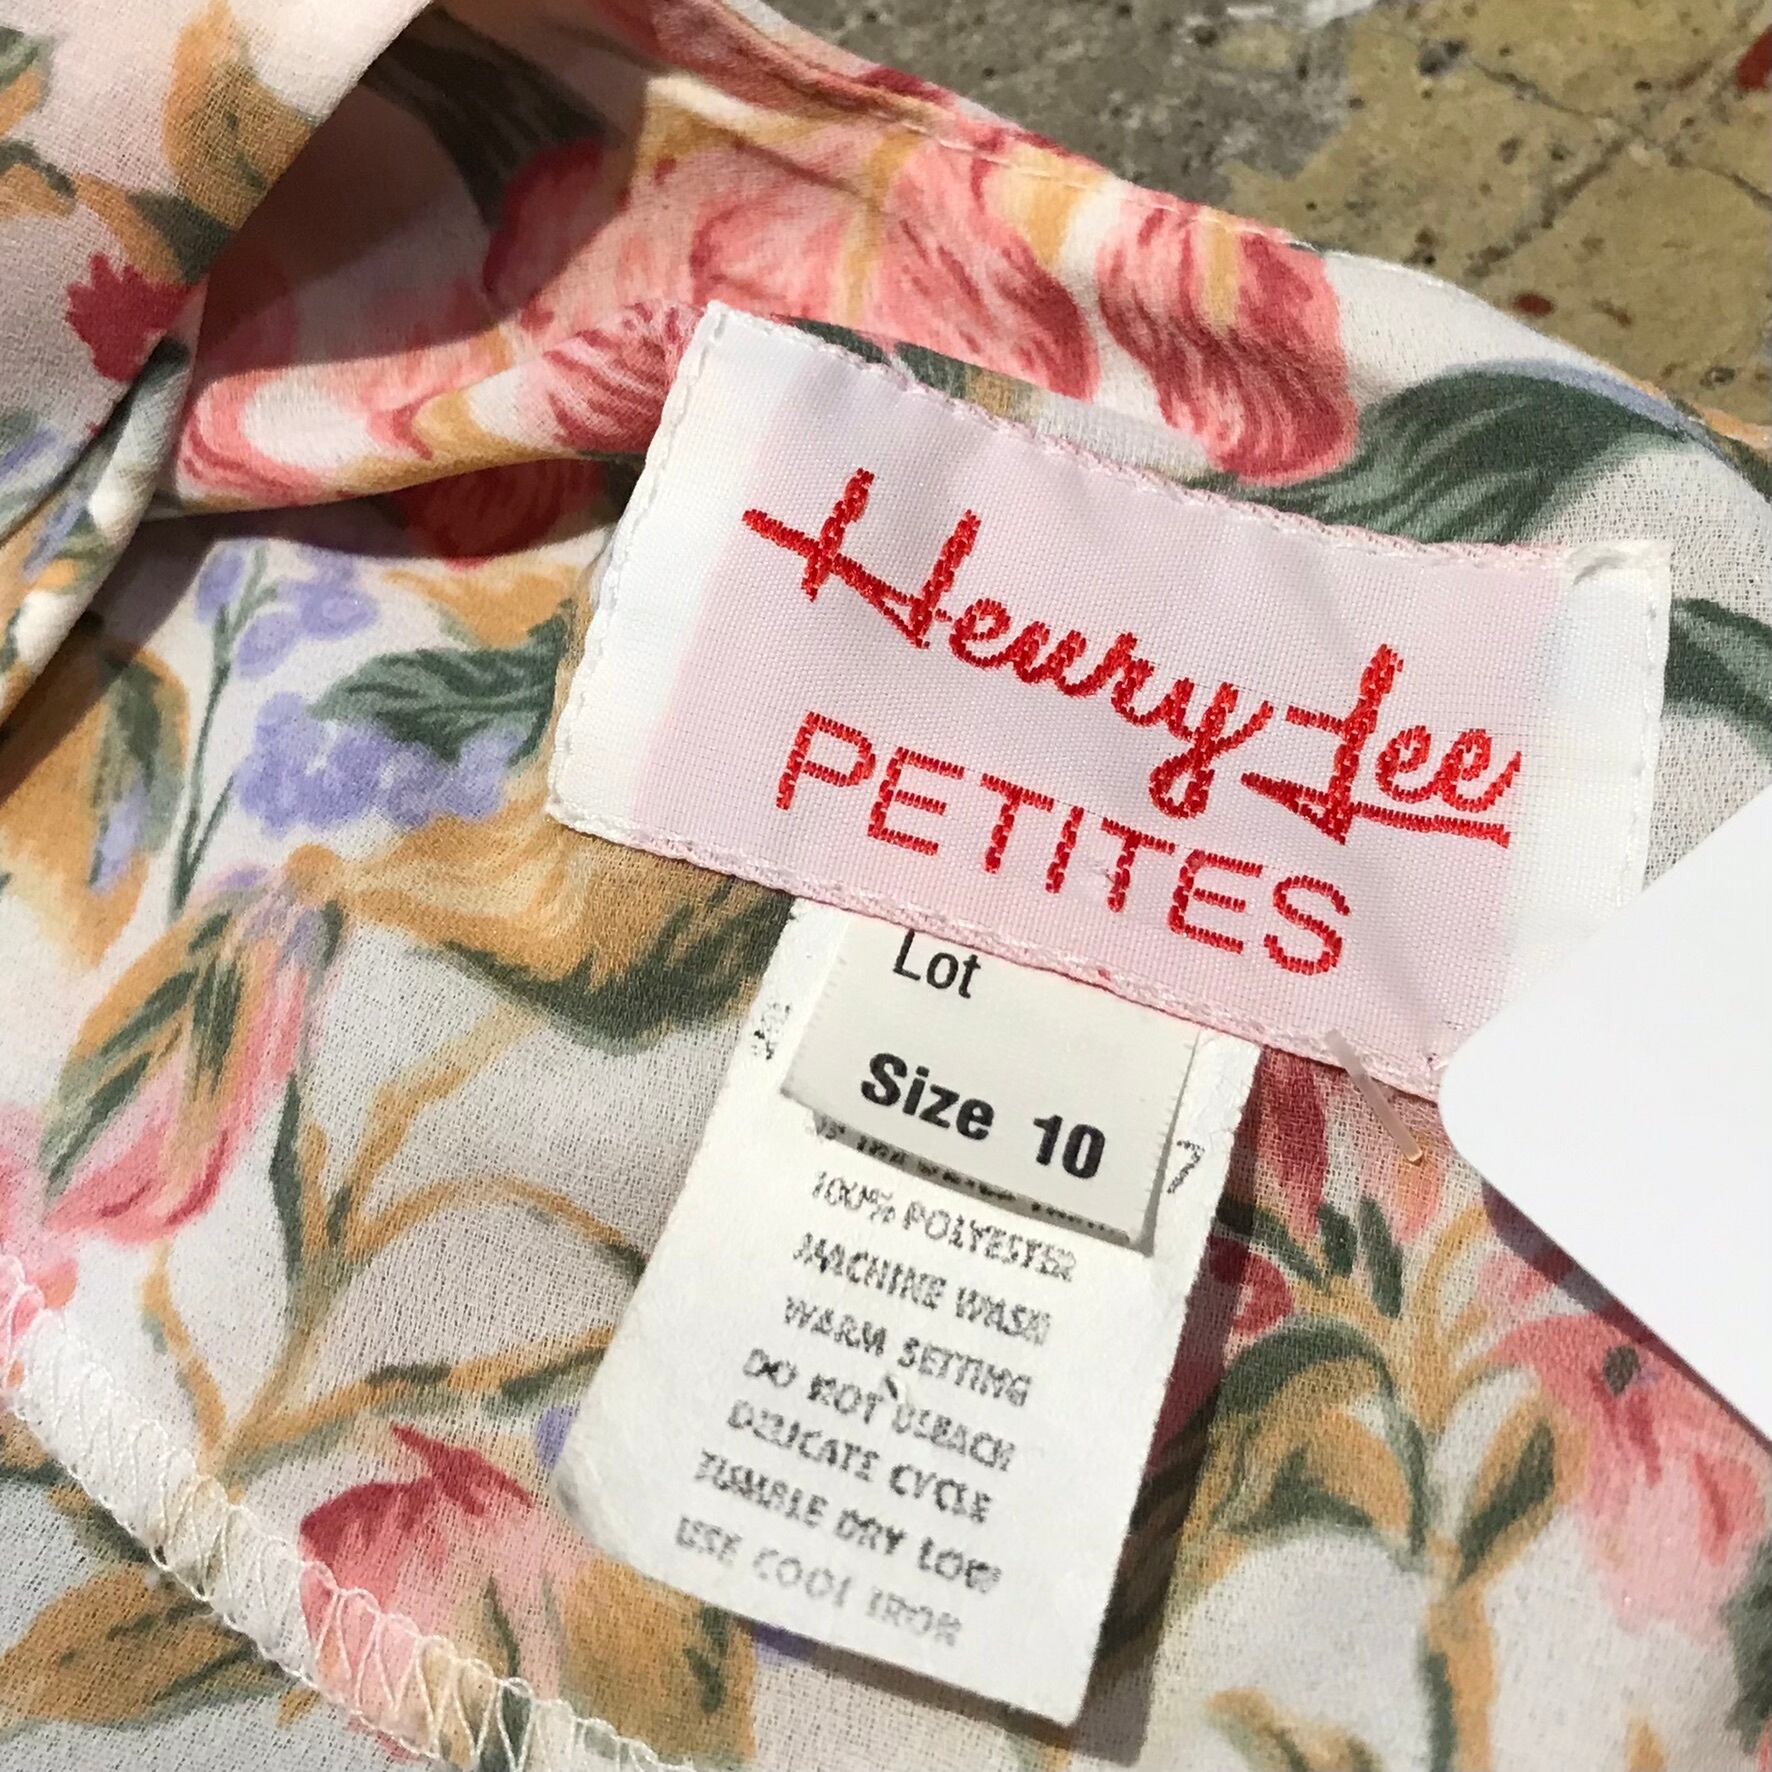 Henry Lee
PETITES
Lot
Size 10
7
100% POLYESTER
MACHINE WASH
WARM SETTING
DO NOT BLEACH
DELICATE CYCLE
TUMBLE DRY LOW
USE COOL IRON